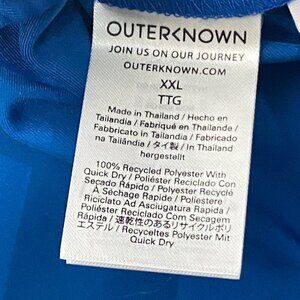 OUTERKNOWN
JOIN US ON OUR JOURNEY
OUTERKNOWN.COM
XXL
TTG
Made in Thailand / Hecho en
Tailandia / Fabriqué en Thailande /
Fabbricato in Tailandia / Fabricado
na Tailândia / タイ製 / In Thailand
hergestellt
100% Recycled Polyester With
Quick Dry / Poliéster Reciclado Con
Secado Rápido / Polyester Recyclé
À Séchage Rapide / Poliestere
Riciclato Ad Asciugatura Rapida /
Poliéster Reciclado Com Secagem
Rápida / 速乾性のあるリサイクルポリ
エステル / Recyceltes Polyester Mit
Quick Dry